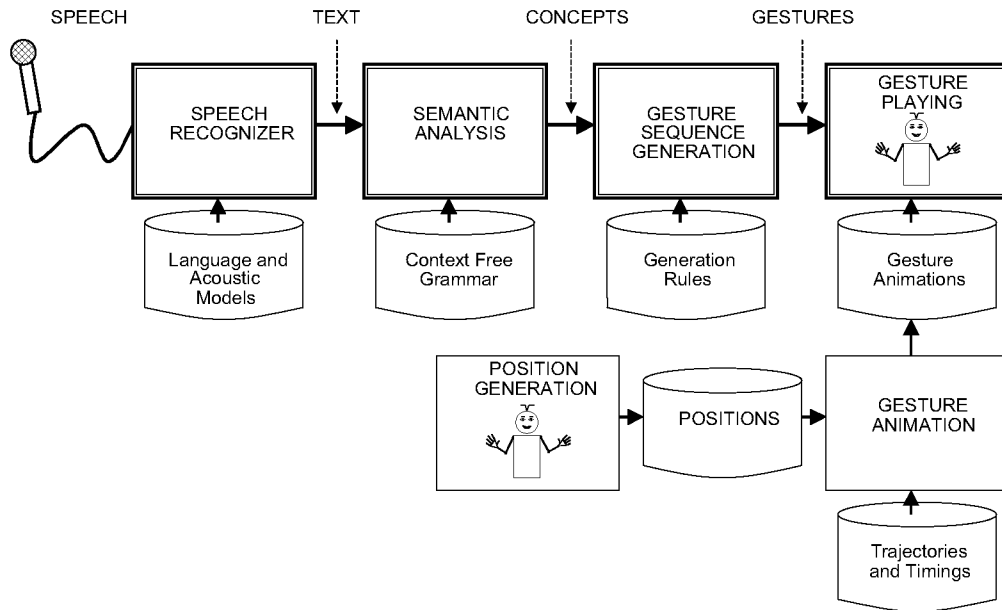 SPEECH
TEXT
CONCEPTS
GESTURES
SPEECH
RECOGNIZER
SEMANTIC
ANALYSIS
GESTURE
SEQUENCE
GENERATION
GESTURE
PLAYING
Language and
Acoustic
Models
Context Free
Grammar
Generation
Rules
Gesture
Animations
POSITION
GENERATION
POSITIONS
GESTURE
ANIMATION
Trajectories
and Timings